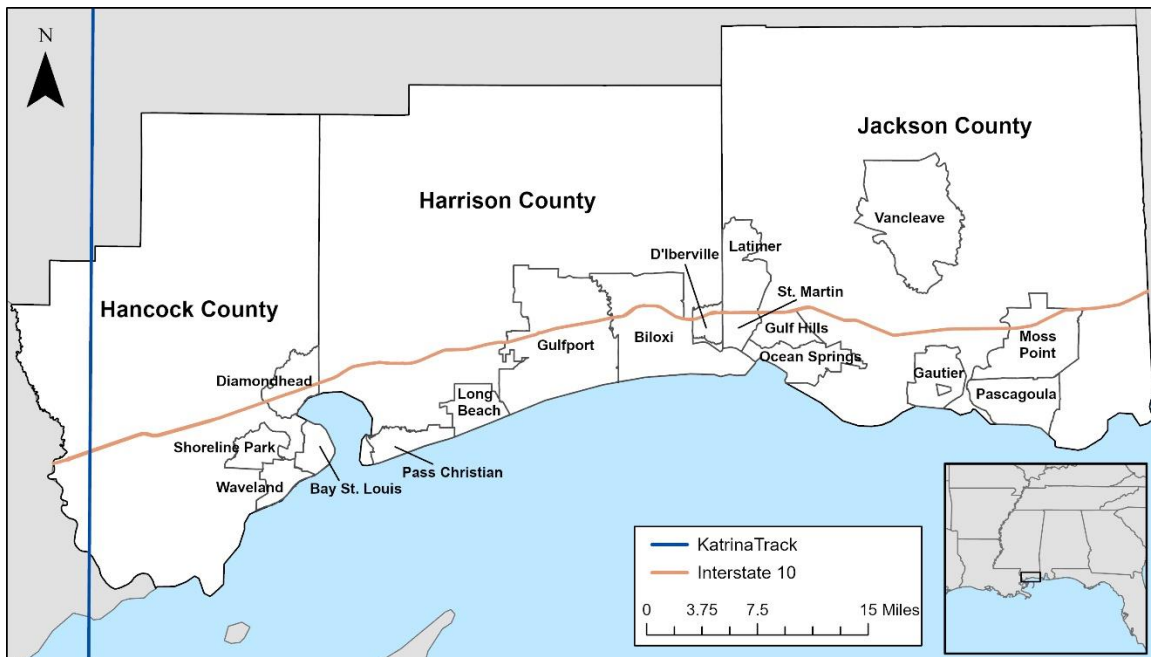 N
Jackson County
Harrison County
Hancock County
Vancleave
Latimer
D'Iberville
St. Martin
Gulf Hills
Ocean Springs
Biloxi
Gulfport
Moss
Point
Gautier
Pascagoula
Diamondhead
Long
Beach
Shoreline Park
Pass Christian
Waveland
Bay St. Louis
KatrinaTrack
Interstate 10
0 3.75 7.5 15 Miles